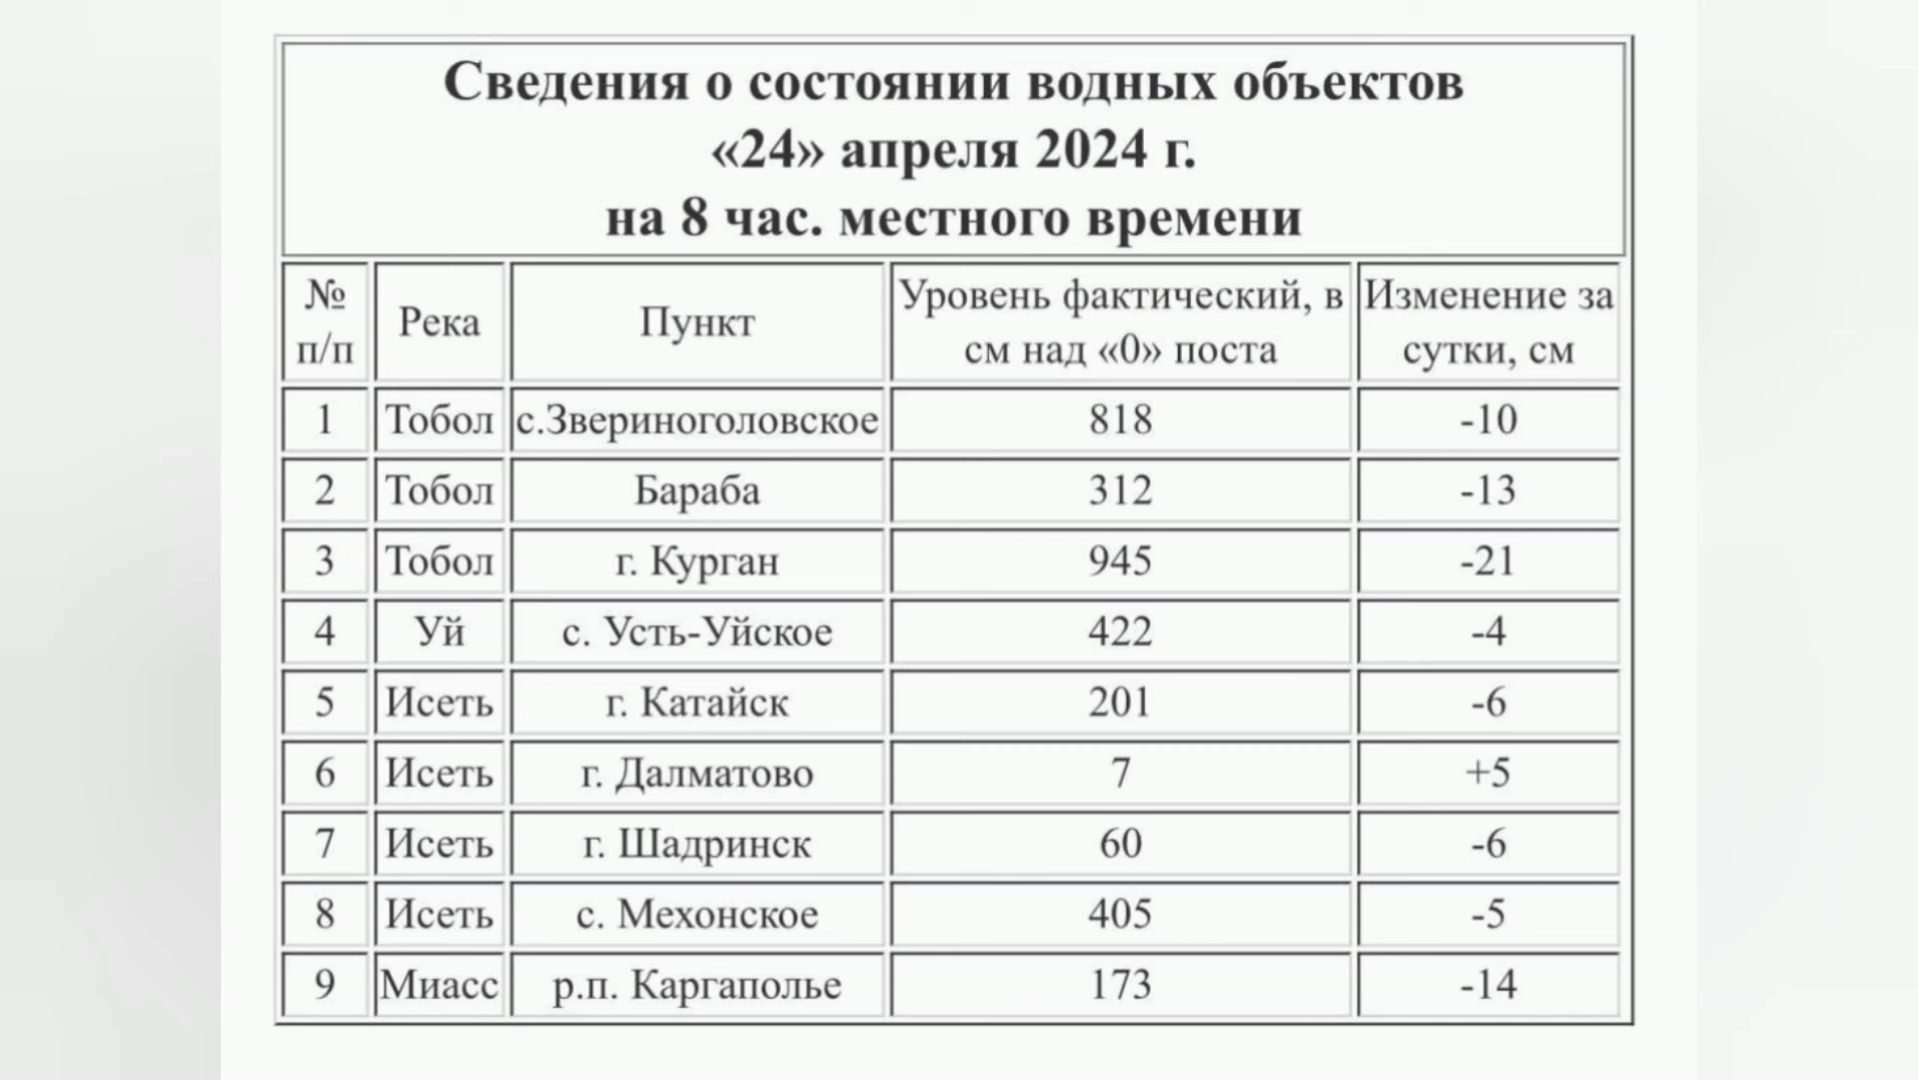 Сведения о состоянии водных объектов
«24» апреля 2024 г.
на 8 час. местного времени
№ п/п Река Пункт Уровень фактический, в см над «0» поста Изменение за сутки, см
1 Тобол с.Звериноголовское 818 -10
2 Тобол Бараба 312 -13
3 Тобол г. Курган 945 -21
4 Уй с. Усть-Уйское 422 -4
5 Исеть г. Катайск 201 -6
6 Исеть г. Далматово 7 +5
7 Исеть г. Шадринск 60 -6
8 Исеть с. Мехонское 405 -5
9 Миасс р.п. Каргаполье 173 -14